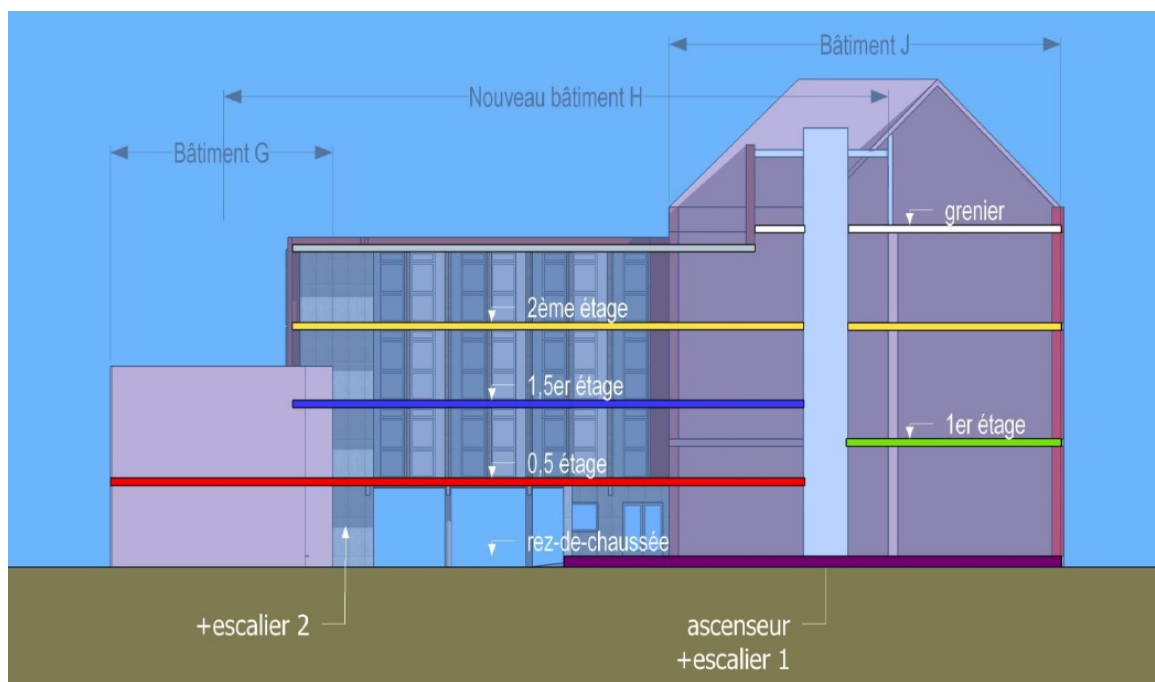 Bâtiment J
Nouveau bâtiment H
Bâtiment G
grenier
2ème étage
1,5er étage
1er étage
0,5 étage
rez-de-chaussée
+escalier 2
ascenseur
+escalier 1